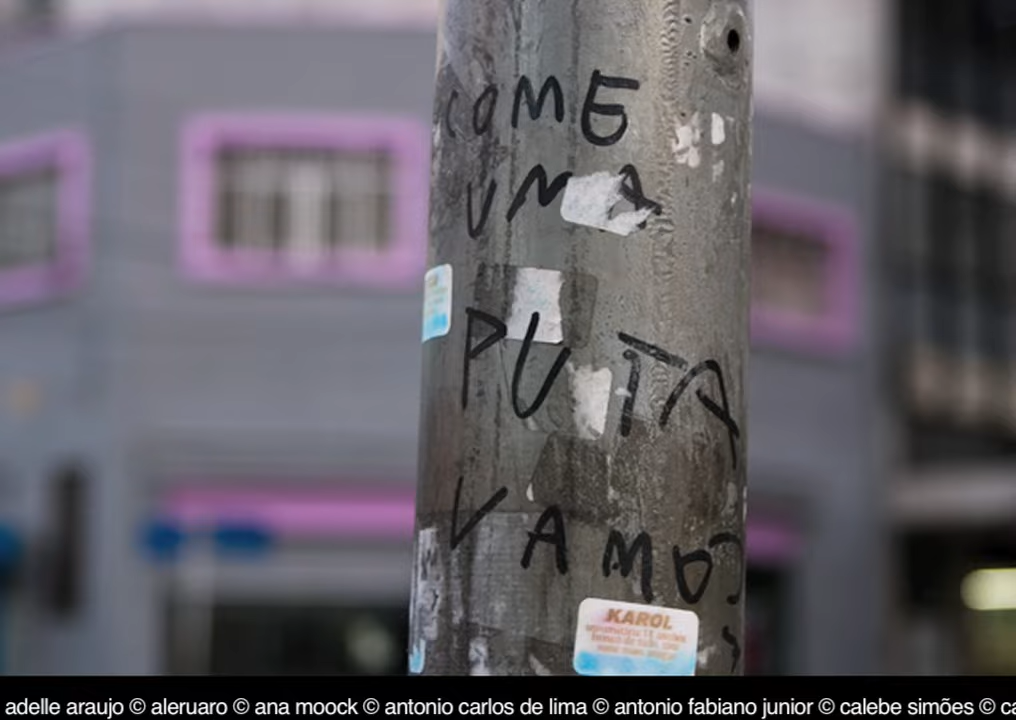 COME
UMA
PUTA
VAMOS
KAROL
adelle araujo © aleruaro © ana moock © antonio carlos de lima © antonio fabiano junior © calebe simões ©